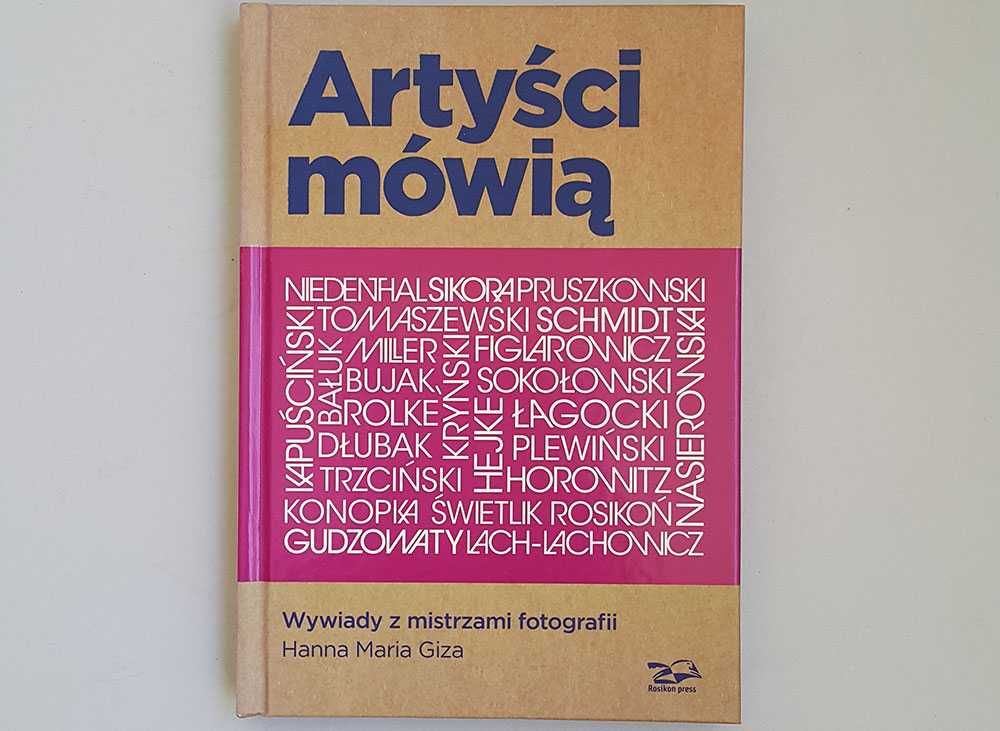 Artyści
mówią
NIEDENTHAL SIKORA PRUSZKOWSKI
KAPUŚCIŃSKI
TOMASZEWSKI SCHMIDT
BAŁUK
MILLER
KRYŃSKI
FIGLAROWICZ
NASIEROWSKA
BUJAK
SOKOŁOWSKI
ROLKE
HEJKE
ŁAGOCKI
DŁUBAK
PLEWIŃSKI
TRZCIŃSKI
HOROWITZ
KONOPKA ŚWIETLIK ROSIKOŃ
GUDZOWATY LACH-LACHOWICZ
Wywiady z mistrzami fotografii
Hanna Maria Giza
Rosikon press